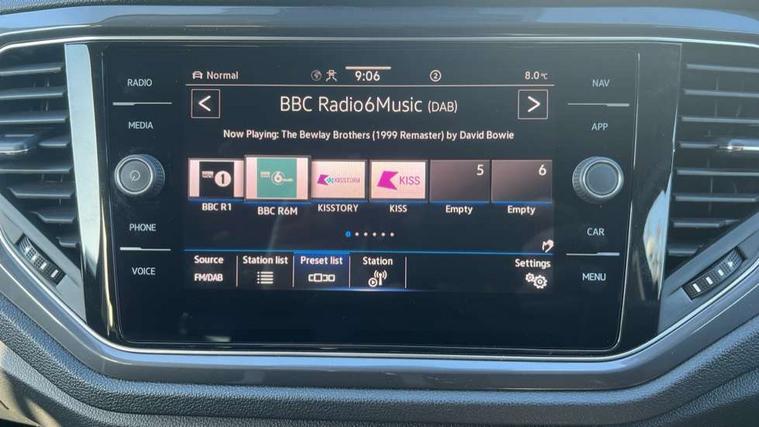 RADIO
MEDIA
PHONE
VOICE
Normal 9:06 2 8.0°C
< BBC Radio6Music (DAB) >
Now Playing: The Bewlay Brothers (1999 Remaster) by David Bowie
1 6 KISSTORY KISS 5 6
BBC R1 BBC R6M KISSTORY KISS Empty Empty
Source Station list Preset list Station Settings
FM/DAB
NAV
APP
CAR
MENU